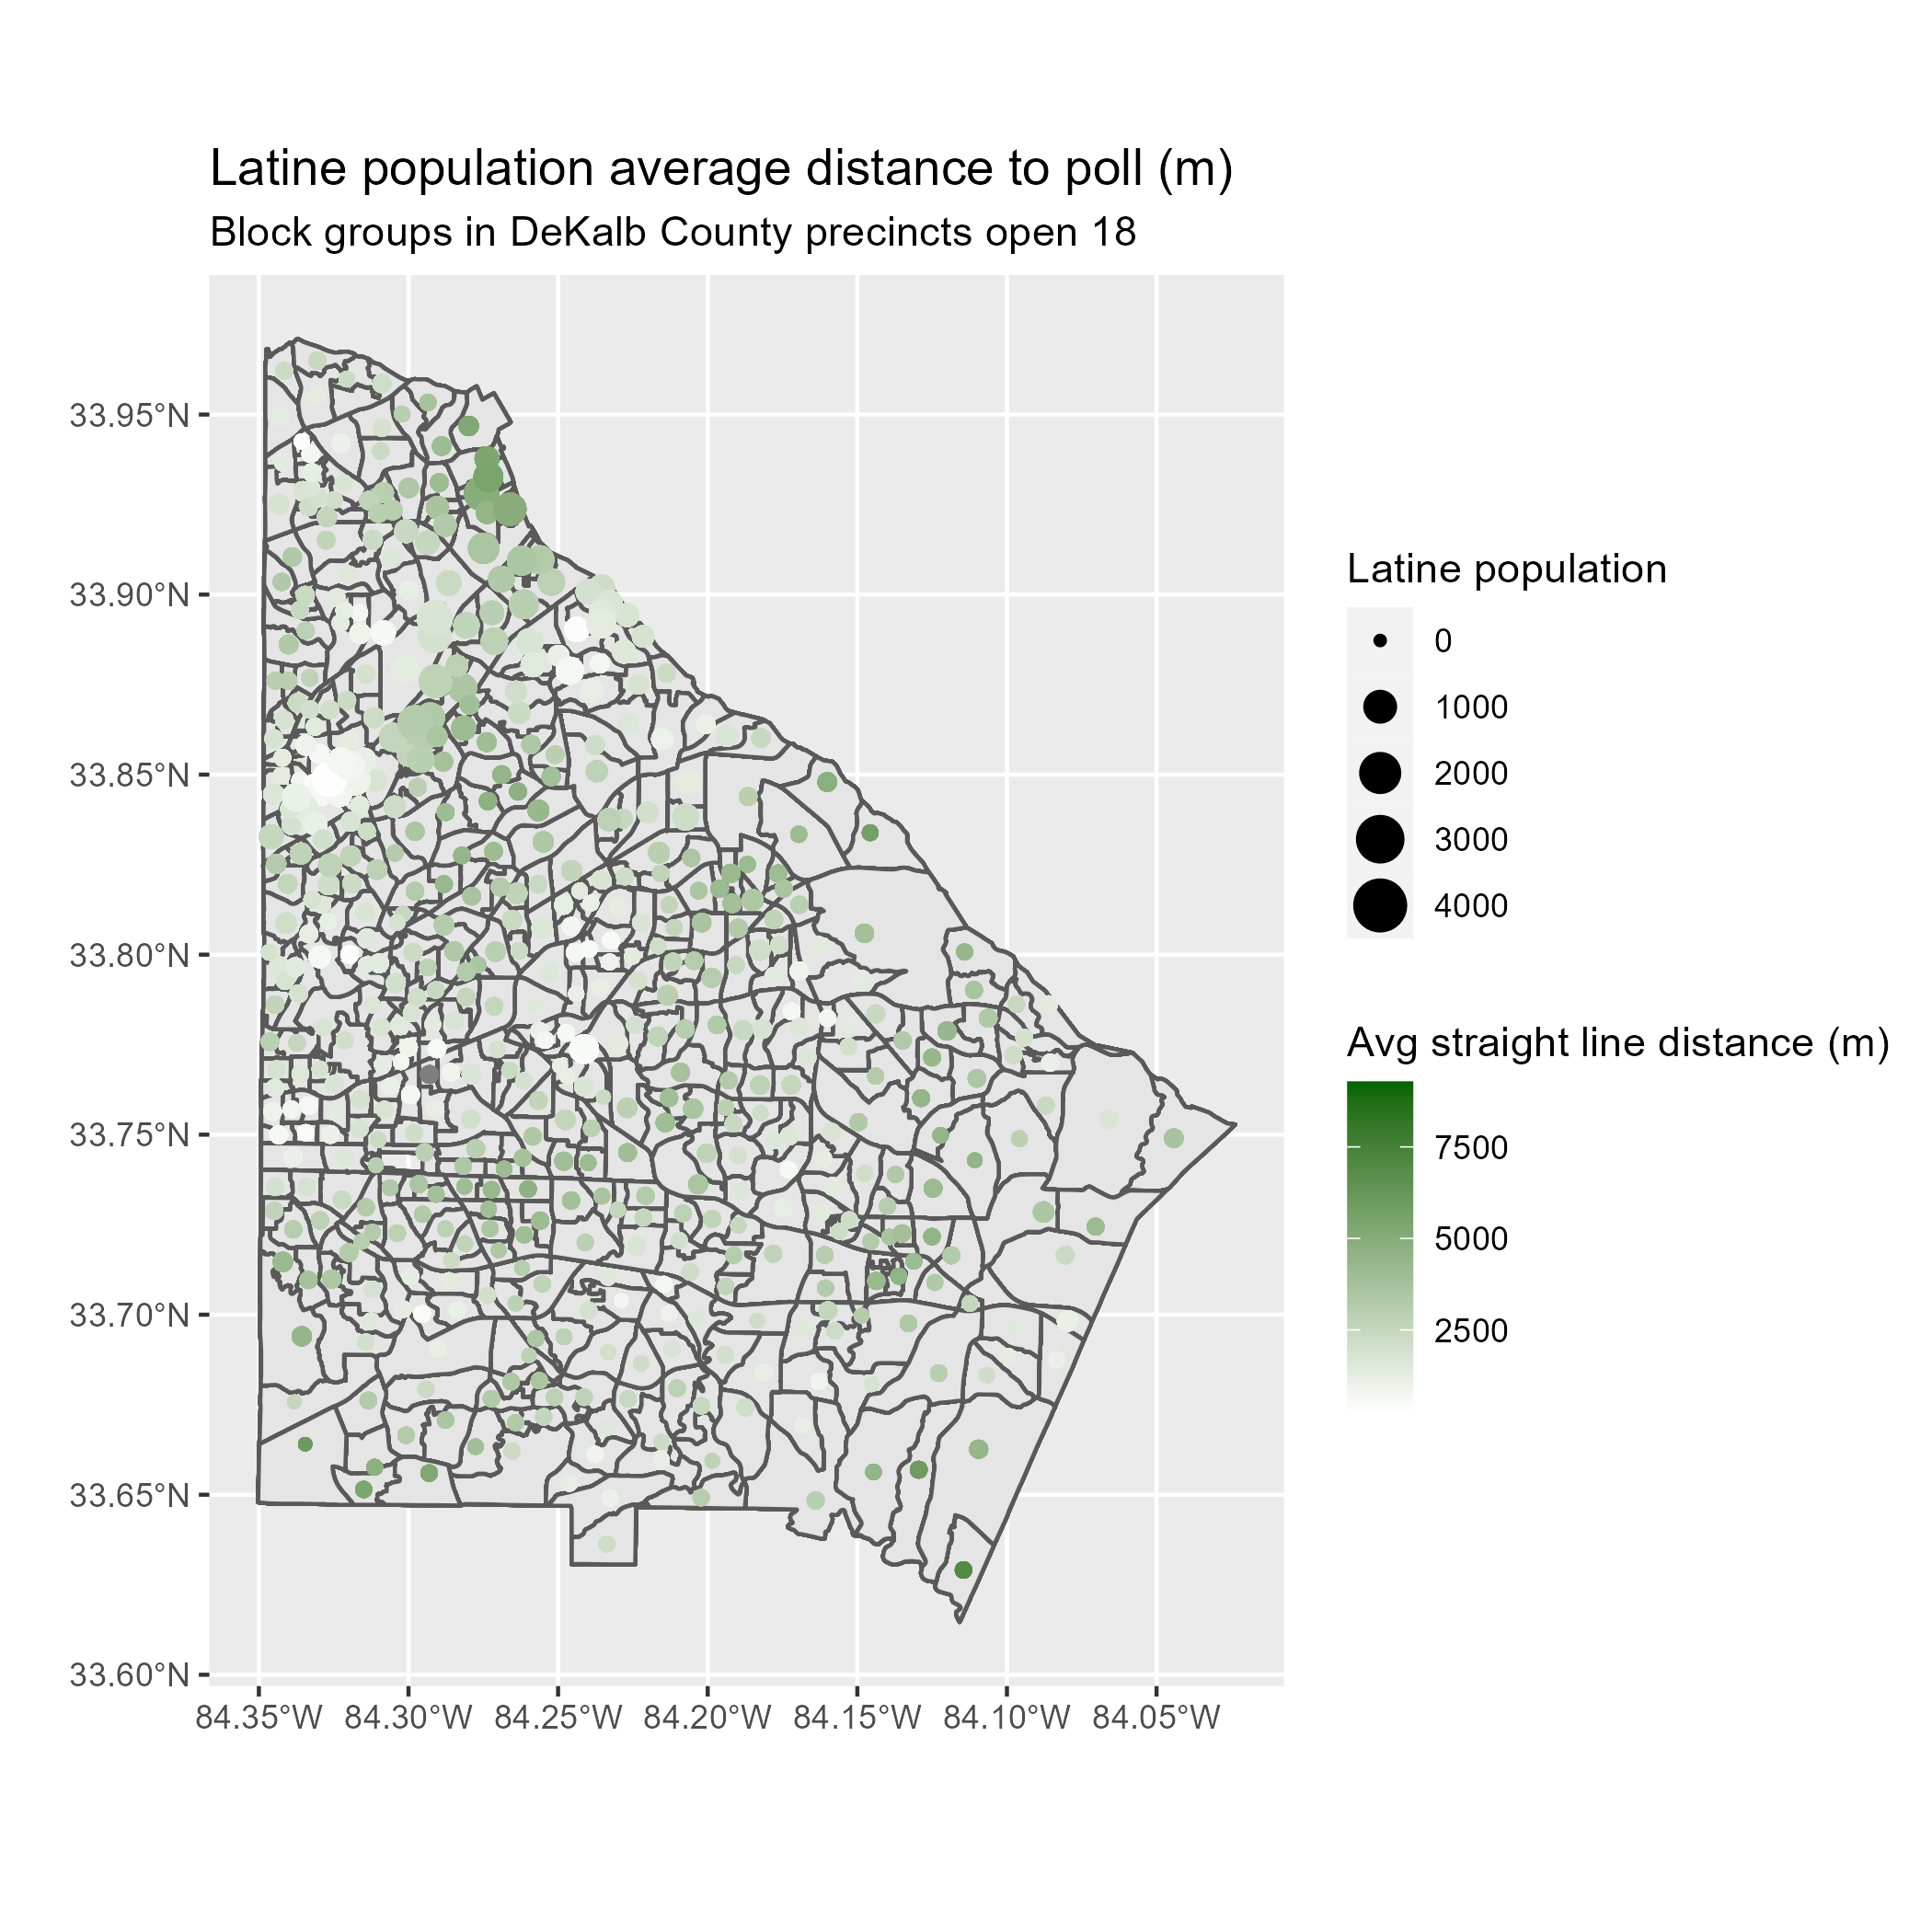 Latine population average distance to poll (m)
Block groups in DeKalb County precincts open 18
33.95°N
33.90°N
33.85°N
33.80°N
33.75°N
33.70°N
33.65°N
33.60°N
84.35°W 84.30°W 84.25°W 84.20°W 84.15°W 84.10°W 84.05°W
Latine population
0
1000
2000
3000
4000
Avg straight line distance (m)
7500
5000
2500